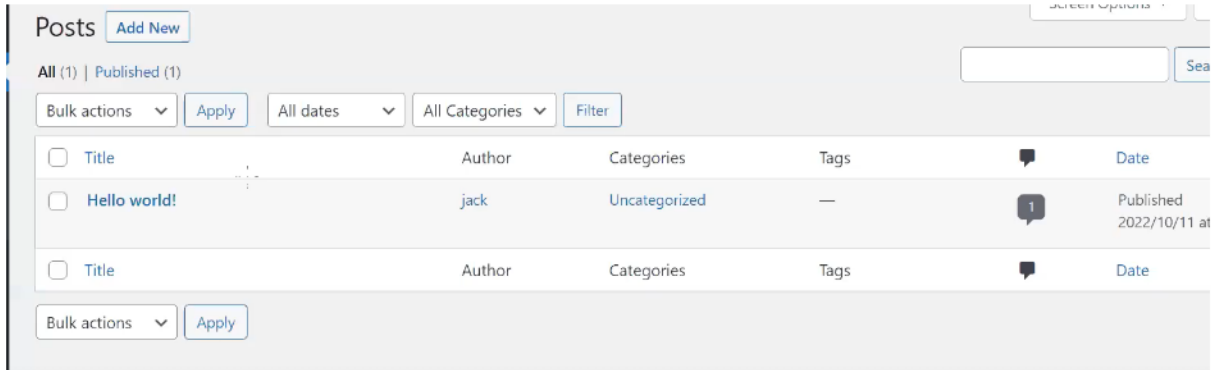 Screen Options
Posts Add New
All (1) | Published (1)
Sea
Bulk actions Apply All dates All Categories Filter
Title Author Categories Tags Date
Hello world! jack Uncategorized — 1 Published
2022/10/11 at
Title Author Categories Tags Date
Bulk actions Apply